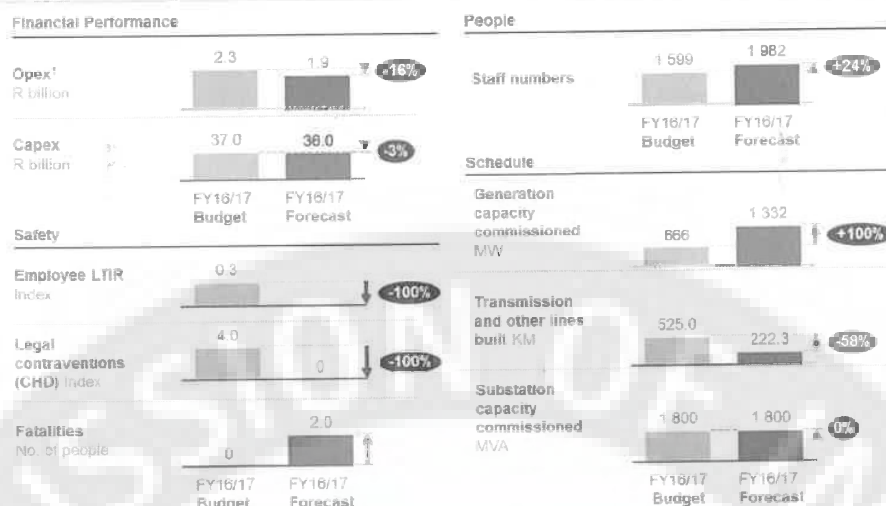 Financial Performance
2.3
1.9
Opex¹
R billion
-16%
37.0
36.0
Capex
R billion
-3%
FY16/17
Budget
FY16/17
Forecast
Safety
0.3
Employee LTIR
Index
-100%
4.0
Legal
contraventions
(CHD) Index
0
-100%
2.0
Fatalities
No. of people
0
FY16/17
Budget
FY16/17
Forecast
People
1 599
1 982
Staff numbers
+24%
FY16/17
Budget
FY16/17
Forecast
Schedule
Generation
capacity
commissioned
MW
666
1 332
+100%
Transmission
and other lines
built KM
525.0
222.3
-58%
Substation
capacity
commissioned
MVA
1 800
1 800
0%
FY16/17
Budget
FY16/17
Forecast